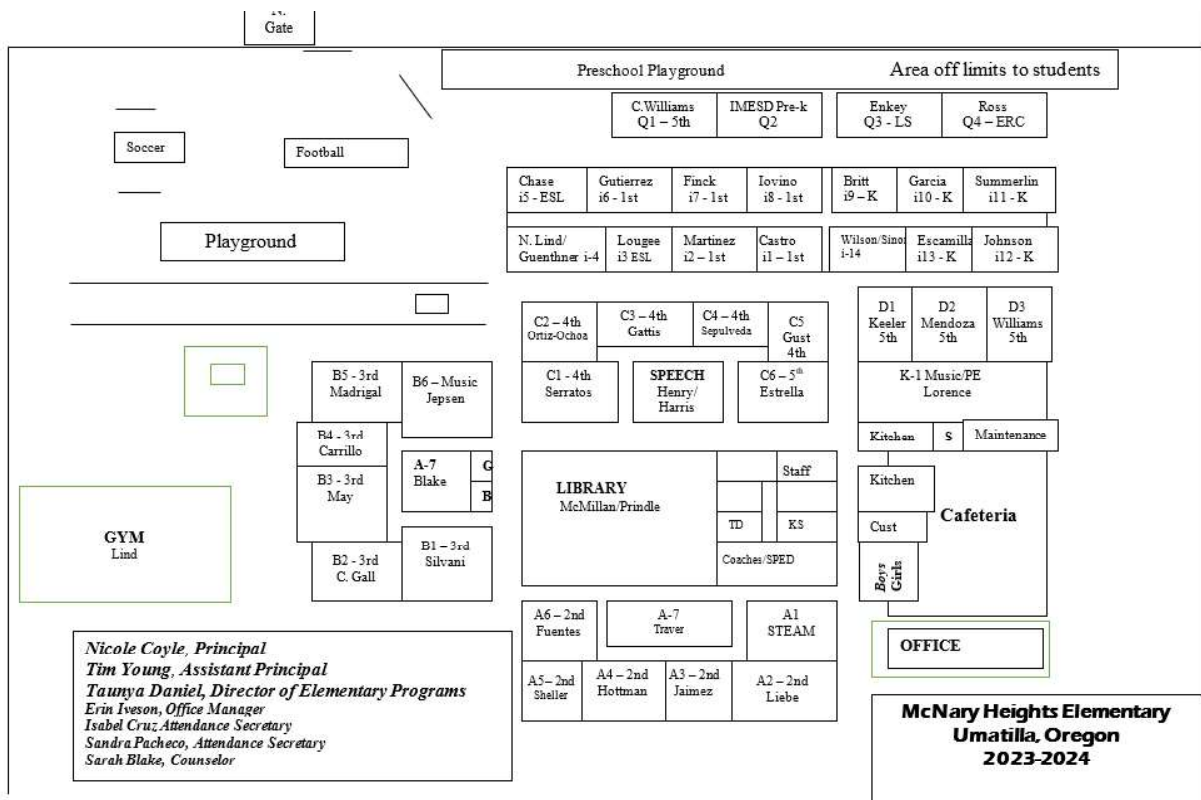 N.
Gate
Preschool Playground
Area off limits to students
C.Williams
Q1 – 5th
IMESD Pre-k
Q2
Enkey
Q3 - LS
Ross
Q4 – ERC
Soccer
Football
Chase
i5 - ESL
Gutierrez
i6 - 1st
Finck
i7 - 1st
Iovino
i8 - 1st
Britt
i9 – K
Garcia
i10 - K
Summerlin
i11 - K
Playground
N. Lind/
Guenthner i-4
Lougee
i3 ESL
Martinez
i2 – 1st
Castro
i1 – 1st
Wilson/Sinor
i-14
Escamilla
i13 - K
Johnson
i12 - K
C2 – 4th
Ortiz-Ochoa
C3 – 4th
Gattis
C4 – 4th
Sepulveda
C5
Gust
4th
D1
Keeler
5th
D2
Mendoza
5th
D3
Williams
5th
B5 - 3rd
Madrigal
B6 – Music
Jepsen
C1 - 4th
Serratos
SPEECH
Henry/
Harris
C6 – 5th
Estrella
K-1 Music/PE
Lorence
B4 - 3rd
Carrillo
Kitchen
S
Maintenance
B3 - 3rd
May
A-7
Blake
G
B
LIBRARY
McMillan/Prindle
Staff
TD
KS
Coaches/SPED
Kitchen
Cust
Cafeteria
Boys
Girls
GYM
Lind
B2 - 3rd
C. Gall
B1 – 3rd
Silvani
A6 – 2nd
Fuentes
A-7
Traver
A1
STEAM
OFFICE
A5 – 2nd
Sheller
A4 – 2nd
Hottman
A3 – 2nd
Jaimez
A2 – 2nd
Liebe
Nicole Coyle, Principal
Tim Young, Assistant Principal
Taunya Daniel, Director of Elementary Programs
Erin Iveson, Office Manager
Isabel Cruz, Attendance Secretary
Sandra Pacheco, Attendance Secretary
Sarah Blake, Counselor
McNary Heights Elementary
Umatilla, Oregon
2023-2024